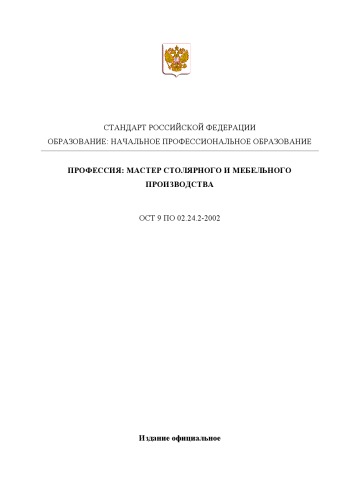 СТАНДАРТ РОССИЙСКОЙ ФЕДЕРАЦИИ
ОБРАЗОВАНИЕ: НАЧАЛЬНОЕ ПРОФЕССИОНАЛЬНОЕ ОБРАЗОВАНИЕ
ПРОФЕССИЯ: МАСТЕР СТОЛЯРНОГО И МЕБЕЛЬНОГО
ПРОИЗВОДСТВА
ОСТ 9 ПО 02.24.2-2002
Издание официальное